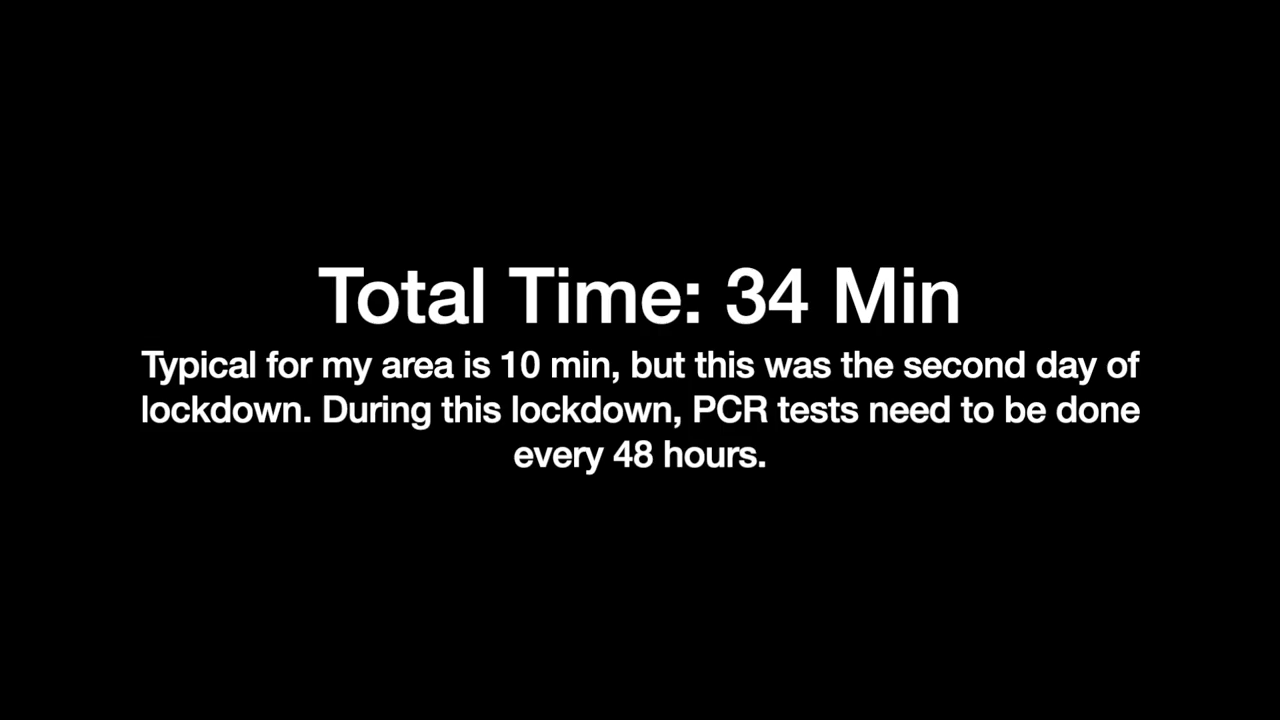 Total Time: 34 Min
Typical for my area is 10 min, but this was the second day of
lockdown. During this lockdown, PCR tests need to be done
every 48 hours.